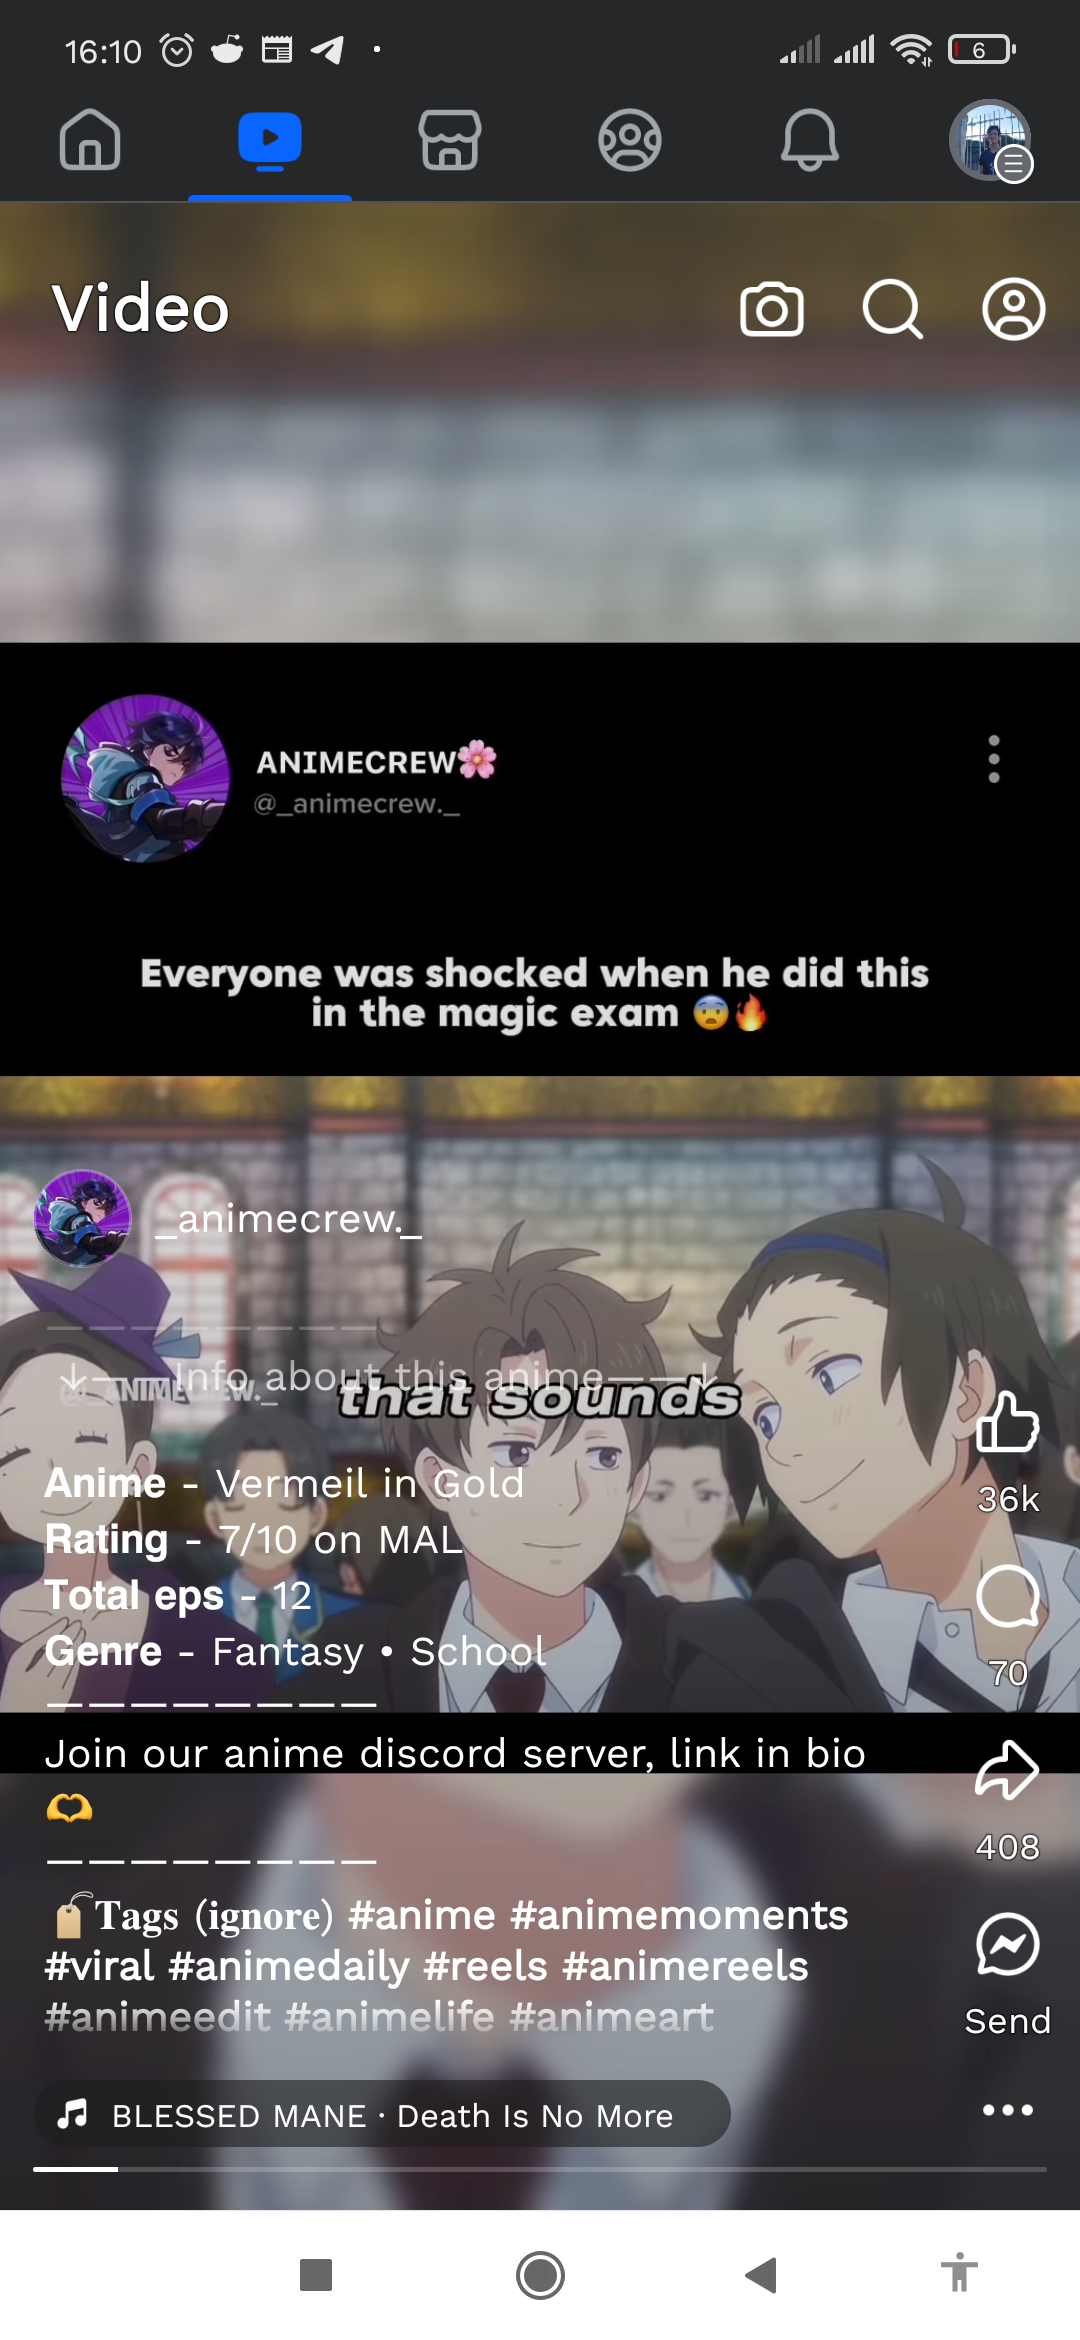 16:10
6
Video
ANIMECREW🌸
@_animecrew._
Everyone was shocked when he did this
in the magic exam 😨🔥
_animecrew._
————————
↓———Info about this anime———↓
@_ANIMECREW._
that sounds
Anime - Vermeil in Gold
Rating - 7/10 on MAL
Total eps - 12
Genre - Fantasy • School
————————
Join our anime discord server, link in bio
🫶
————————
🏷️Tags (ignore) #anime #animemoments
#viral #animedaily #reels #animereels
#animeedit #animelife #animeart
36k
70
408
Send
BLESSED MANE · Death Is No More